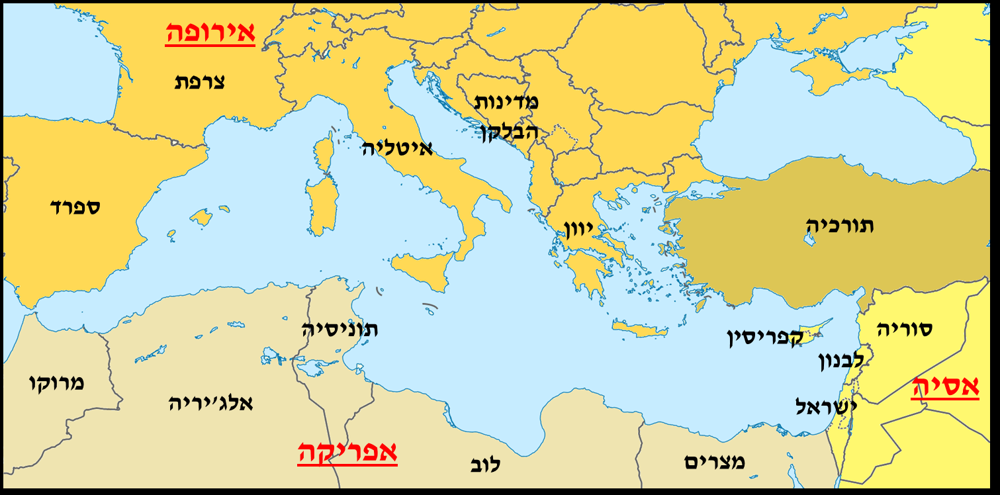 אירופה
צרפת
מדינות
הבלקן
איטליה
ספרד
יוון
תורכיה
תוניסיה
קפריסין
סוריה
לבנון
מרוקו
אלג'יריה
אסיה
ישראל
אפריקה
לוב
מצרים